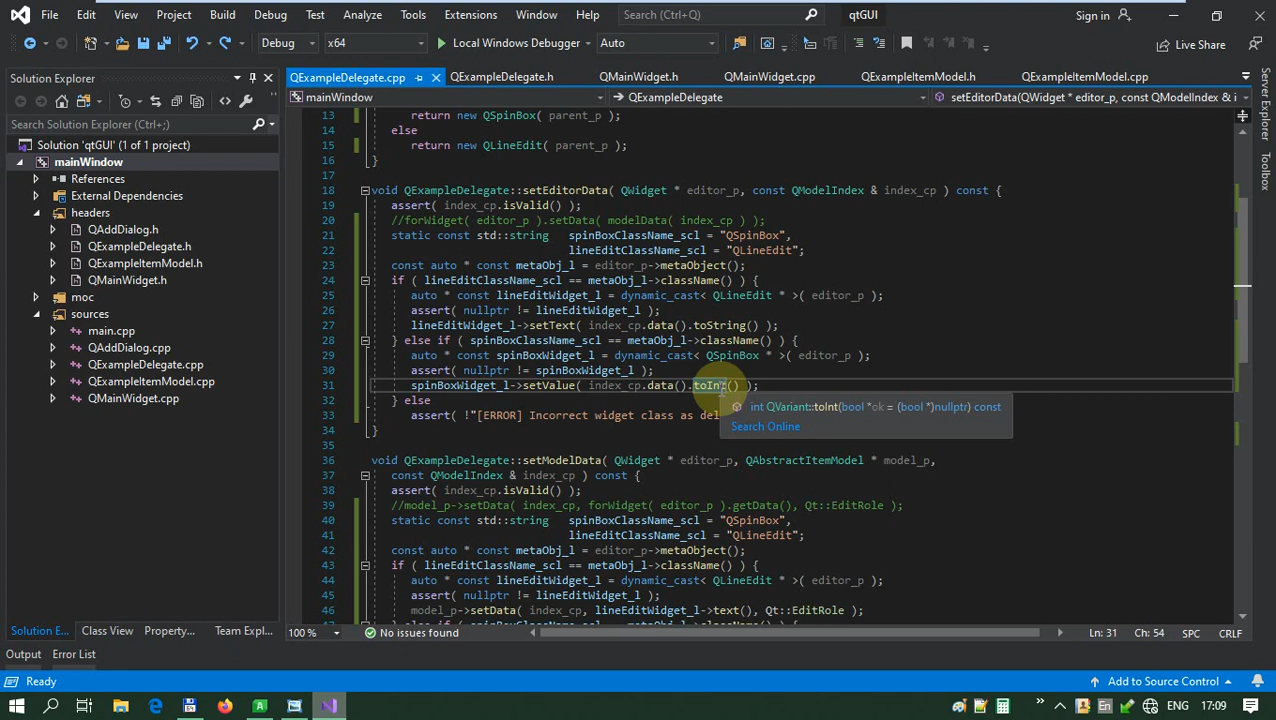 File Edit View Project Build Debug Test Analyze Tools Extensions Window Help Search (Ctrl+Q) qtGUI Sign in
Debug x64 Local Windows Debugger Auto Live Share
Solution Explorer
Search Solution Explorer (Ctrl+;)
Solution 'qtGUI' (1 of 1 project)
mainWindow
References
External Dependencies
headers
QAddDialog.h
QExampleDelegate.h
QExampleItemModel.h
QMainWidget.h
moc
sources
main.cpp
QAddDialog.cpp
QExampleDelegate.cpp
QExampleItemModel.cpp
QMainWidget.cpp
Solution E... Class View Property... Team Expl...
QExampleDelegate.cpp QExampleDelegate.h QMainWidget.h QMainWidget.cpp QExampleItemModel.h QExampleItemModel.cpp
mainWindow QExampleDelegate setEditorData(QWidget * editor_p, const QModelIndex & i
13 return new QSpinBox( parent_p );
14 else
15 return new QLineEdit( parent_p );
16 }
17
18 void QExampleDelegate::setEditorData( QWidget * editor_p, const QModelIndex & index_cp ) const {
19 assert( index_cp.isValid() );
20 //forWidget( editor_p ).setData( modelData( index_cp ) );
21 static const std::string spinBoxClassName_scl = "QSpinBox",
22 lineEditClassName_scl = "QLineEdit";
23 const auto * const metaObj_l = editor_p->metaObject();
24 if ( lineEditClassName_scl == metaObj_l->className() ) {
25 auto * const lineEditWidget_l = dynamic_cast< QLineEdit * >( editor_p );
26 assert( nullptr != lineEditWidget_l );
27 lineEditWidget_l->setText( index_cp.data().toString() );
28 } else if ( spinBoxClassName_scl == metaObj_l->className() ) {
29 auto * const spinBoxWidget_l = dynamic_cast< QSpinBox * >( editor_p );
30 assert( nullptr != spinBoxWidget_l );
31 spinBoxWidget_l->setValue( index_cp.data().toInt() );
32 } else
33 assert( !"[ERROR] Incorrect widget class as del
34 }
35
int QVariant::toInt(bool *ok = (bool *)nullptr) const
Search Online
36 void QExampleDelegate::setModelData( QWidget * editor_p, QAbstractItemModel * model_p,
37 const QModelIndex & index_cp ) const {
38 assert( index_cp.isValid() );
39 //model_p->setData( index_cp, forWidget( editor_p ).getData(), Qt::EditRole );
40 static const std::string spinBoxClassName_scl = "QSpinBox",
41 lineEditClassName_scl = "QLineEdit";
42 const auto * const metaObj_l = editor_p->metaObject();
43 if ( lineEditClassName_scl == metaObj_l->className() ) {
44 auto * const lineEditWidget_l = dynamic_cast< QLineEdit * >( editor_p );
45 assert( nullptr != lineEditWidget_l );
46 model_p->setData( index_cp, lineEditWidget_l->text(), Qt::EditRole );
47 } else if ( spinBoxClassName_scl == metaObj_l->className() ) {
100 % No issues found Ln: 31 Ch: 54 SPC CRLF
Server Explorer
Toolbox
Output Error List
Ready Add to Source Control
ENG 17:09